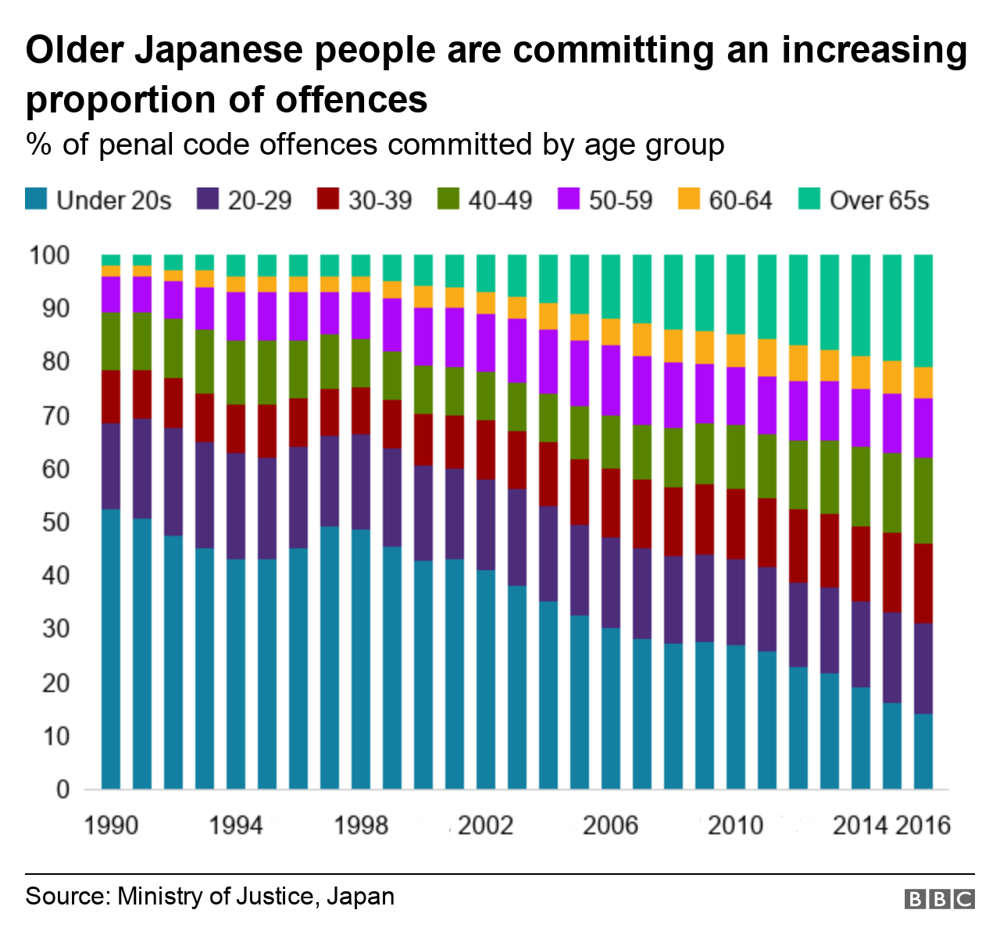 Older Japanese people are committing an increasing
proportion of offences
% of penal code offences committed by age group
Under 20s 20-29 30-39 40-49 50-59 60-64 Over 65s
100
90
80
70
60
50
40
30
20
10
0
1990 1994 1998 2002 2006 2010 2014 2016
Source: Ministry of Justice, Japan
BBC